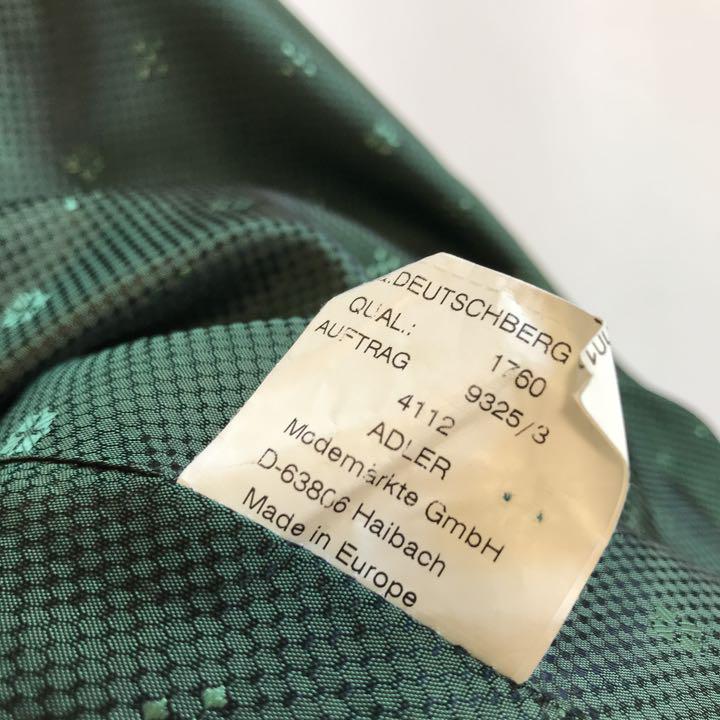 DEUTSCHBERG
QUAL.: 1760
AUFTRAG 9325/3
4112
ADLER
Modemärkte GmbH
D-63806 Haibach
Made in Europe